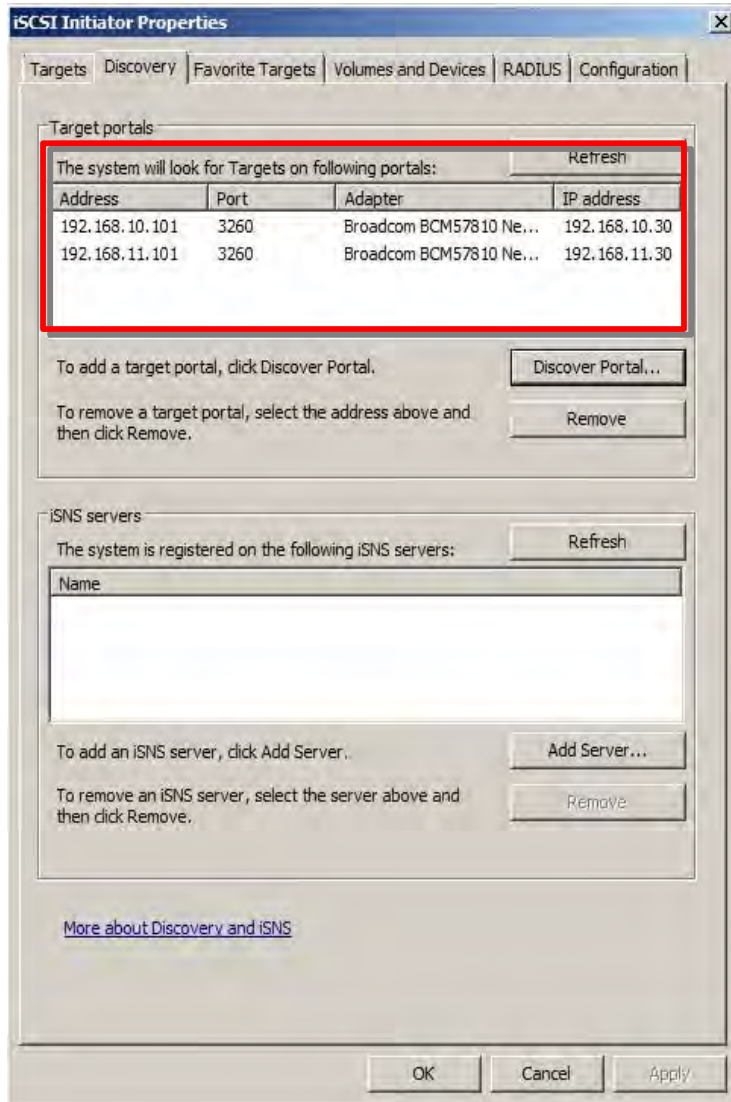 iSCSI Initiator Properties
Targets Discovery Favorite Targets Volumes and Devices RADIUS Configuration
Target portals
The system will look for Targets on following portals: Refresh
Address Port Adapter IP address
192.168.10.101 3260 Broadcom BCM57810 Ne... 192.168.10.30
192.168.11.101 3260 Broadcom BCM57810 Ne... 192.168.11.30
To add a target portal, click Discover Portal. Discover Portal...
To remove a target portal, select the address above and
then click Remove.
Remove
iSNS servers
The system is registered on the following iSNS servers: Refresh
Name
To add an iSNS server, click Add Server. Add Server...
To remove an iSNS server, select the server above and
then click Remove.
Remove
More about Discovery and iSNS
OK Cancel Apply